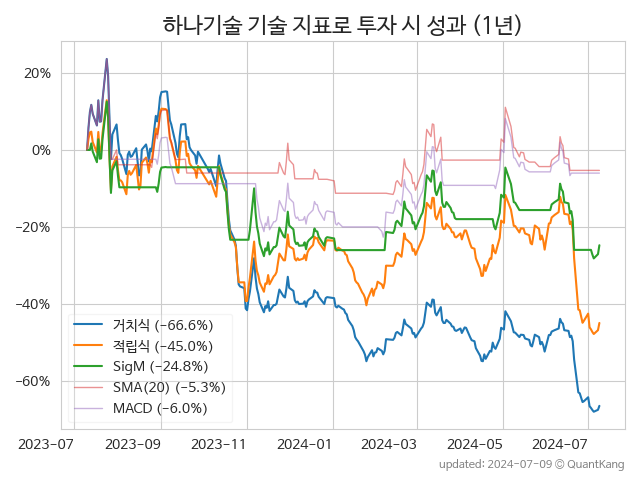 하나기술 기술 지표로 투자 시 성과 (1년)
20%
0%
−20%
−40%
−60%
거치식 (−66.6%)
적립식 (−45.0%)
SigM (−24.8%)
SMA(20) (−5.3%)
MACD (−6.0%)
2023-07
2023-09
2023-11
2024-01
2024-03
2024-05
2024-07
updated: 2024-07-09 © QuantKang